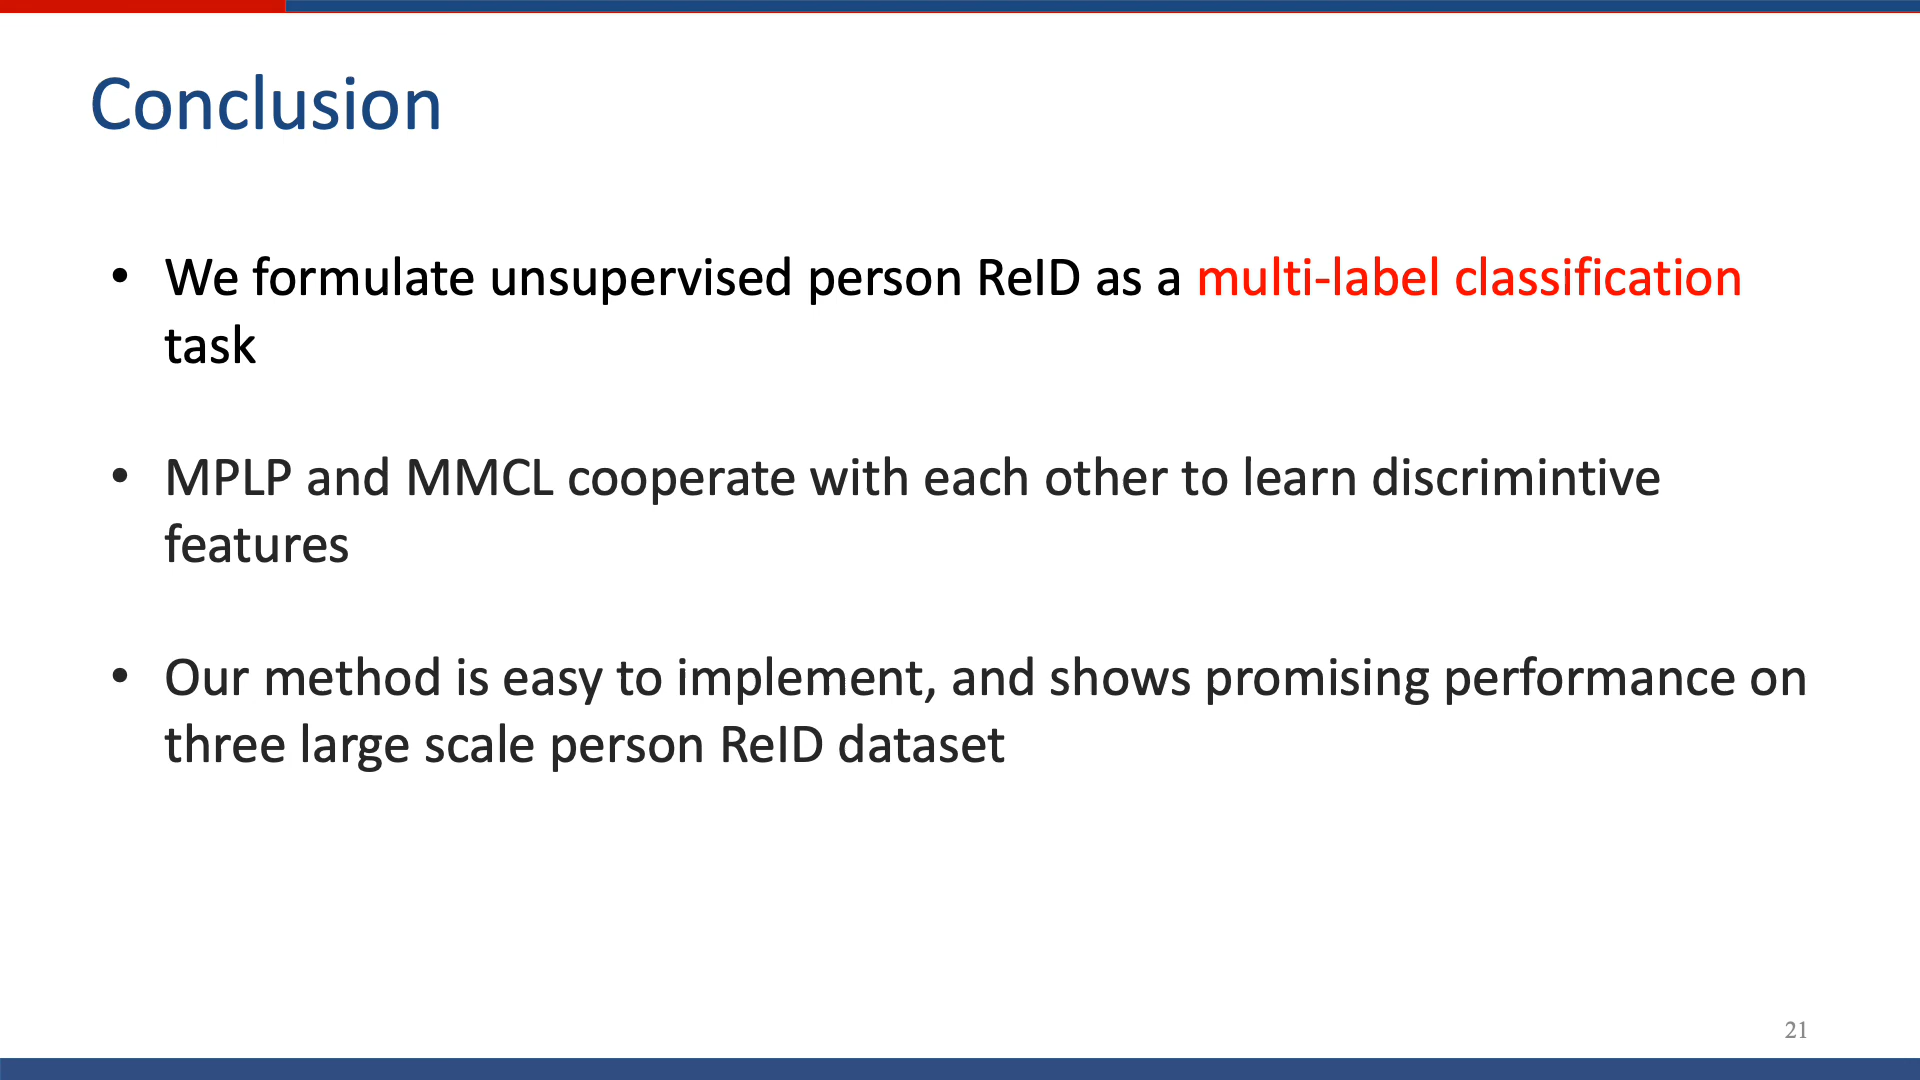 Conclusion
• We formulate unsupervised person ReID as a multi-label classification
task
• MPLP and MMCL cooperate with each other to learn discrimintive
features
• Our method is easy to implement, and shows promising performance on
three large scale person ReID dataset
21